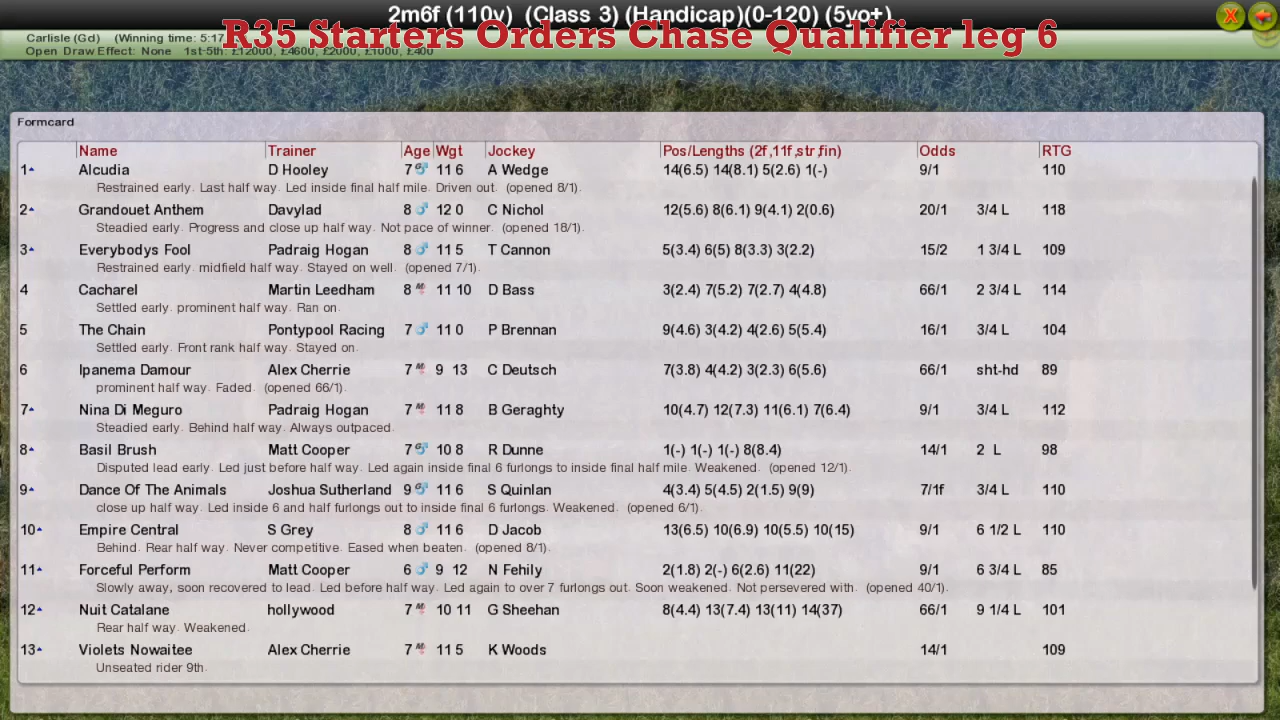 2m6f (110y) (Class 3) (Handicap)(0-120) (5yo+)
R35 Starters Orders Chase Qualifier leg 6
Carlisle (Gd) (Winning time: 5:17
Open Draw Effect: None 1st-5th: £12000, £4600, £2000, £1000, £400
Formcard
Name Trainer Age Wgt Jockey Pos/Lengths (2f,11f,str,fin) Odds RTG
1 Alcudia D Hooley 7 11 6 A Wedge 14(6.5) 14(8.1) 5(2.6) 1(-) 9/1 110
Restrained early. Last half way. Led inside final half mile. Driven out. (opened 8/1).
2 Grandouet Anthem Davylad 8 12 0 C Nichol 12(5.6) 8(6.1) 9(4.1) 2(0.6) 20/1 3/4 L 118
Steadied early. Progress and close up half way. Not pace of winner. (opened 18/1).
3 Everybodys Fool Padraig Hogan 8 11 5 T Cannon 5(3.4) 6(5) 8(3.3) 3(2.2) 15/2 1 3/4 L 109
Restrained early. midfield half way. Stayed on well. (opened 7/1).
4 Cacharel Martin Leedham 8 11 10 D Bass 3(2.4) 7(5.2) 7(2.7) 4(4.8) 66/1 2 3/4 L 114
Settled early. prominent half way. Ran on.
5 The Chain Pontypool Racing 7 11 0 P Brennan 9(4.6) 3(4.2) 4(2.6) 5(5.4) 16/1 3/4 L 104
Settled early. Front rank half way. Stayed on.
6 Ipanema Damour Alex Cherrie 7 9 13 C Deutsch 7(3.8) 4(4.2) 3(2.3) 6(5.6) 66/1 sht-hd 89
prominent half way. Faded. (opened 66/1).
7 Nina Di Meguro Padraig Hogan 7 11 8 B Geraghty 10(4.7) 12(7.3) 11(6.1) 7(6.4) 9/1 3/4 L 112
Steadied early. Behind half way. Always outpaced.
8 Basil Brush Matt Cooper 7 10 8 R Dunne 1(-) 1(-) 1(-) 8(8.4) 14/1 2 L 98
Disputed lead early. Led just before half way. Led again inside final 6 furlongs to inside final half mile. Weakened. (opened 12/1).
9 Dance Of The Animals Joshua Sutherland 9 11 6 S Quinlan 4(3.4) 5(4.5) 2(1.5) 9(9) 7/1f 3/4 L 110
close up half way. Led inside 6 and half furlongs out to inside final 6 furlongs. Weakened. (opened 6/1).
10 Empire Central S Grey 8 11 6 D Jacob 13(6.5) 10(6.9) 10(5.5) 10(15) 9/1 6 1/2 L 110
Behind. Rear half way. Never competitive. Eased when beaten. (opened 8/1).
11 Forceful Perform Matt Cooper 6 9 12 N Fehily 2(1.8) 2(-) 6(2.6) 11(22) 9/1 6 3/4 L 85
Slowly away, soon recovered to lead. Led before half way. Led again to over 7 furlongs out. Soon weakened. Not persevered with. (opened 40/1).
12 Nuit Catalane hollywood 7 10 11 G Sheehan 8(4.4) 13(7.4) 13(11) 14(37) 66/1 9 1/4 L 101
Rear half way. Weakened.
13 Violets Nowaitee Alex Cherrie 7 11 5 K Woods 14/1 109
Unseated rider 9th.